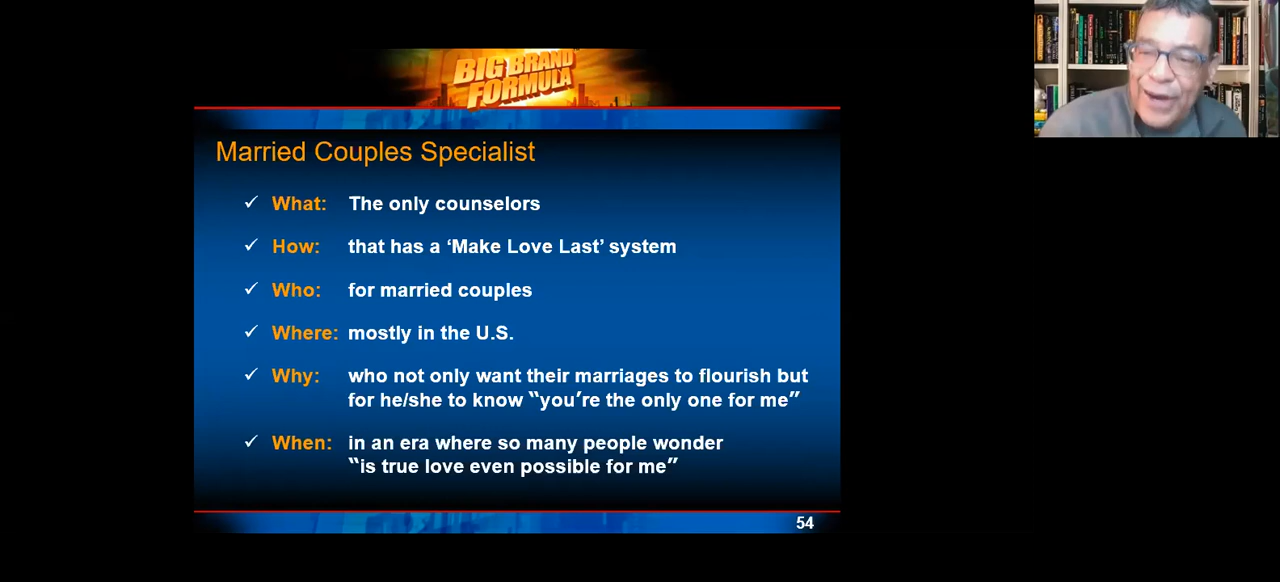 BIG BRAND
FORMULA
Married Couples Specialist
✓ What: The only counselors
✓ How: that has a ‘Make Love Last’ system
✓ Who: for married couples
✓ Where: mostly in the U.S.
✓ Why: who not only want their marriages to flourish but
for he/she to know “you’re the only one for me”
✓ When: in an era where so many people wonder
“is true love even possible for me”
54